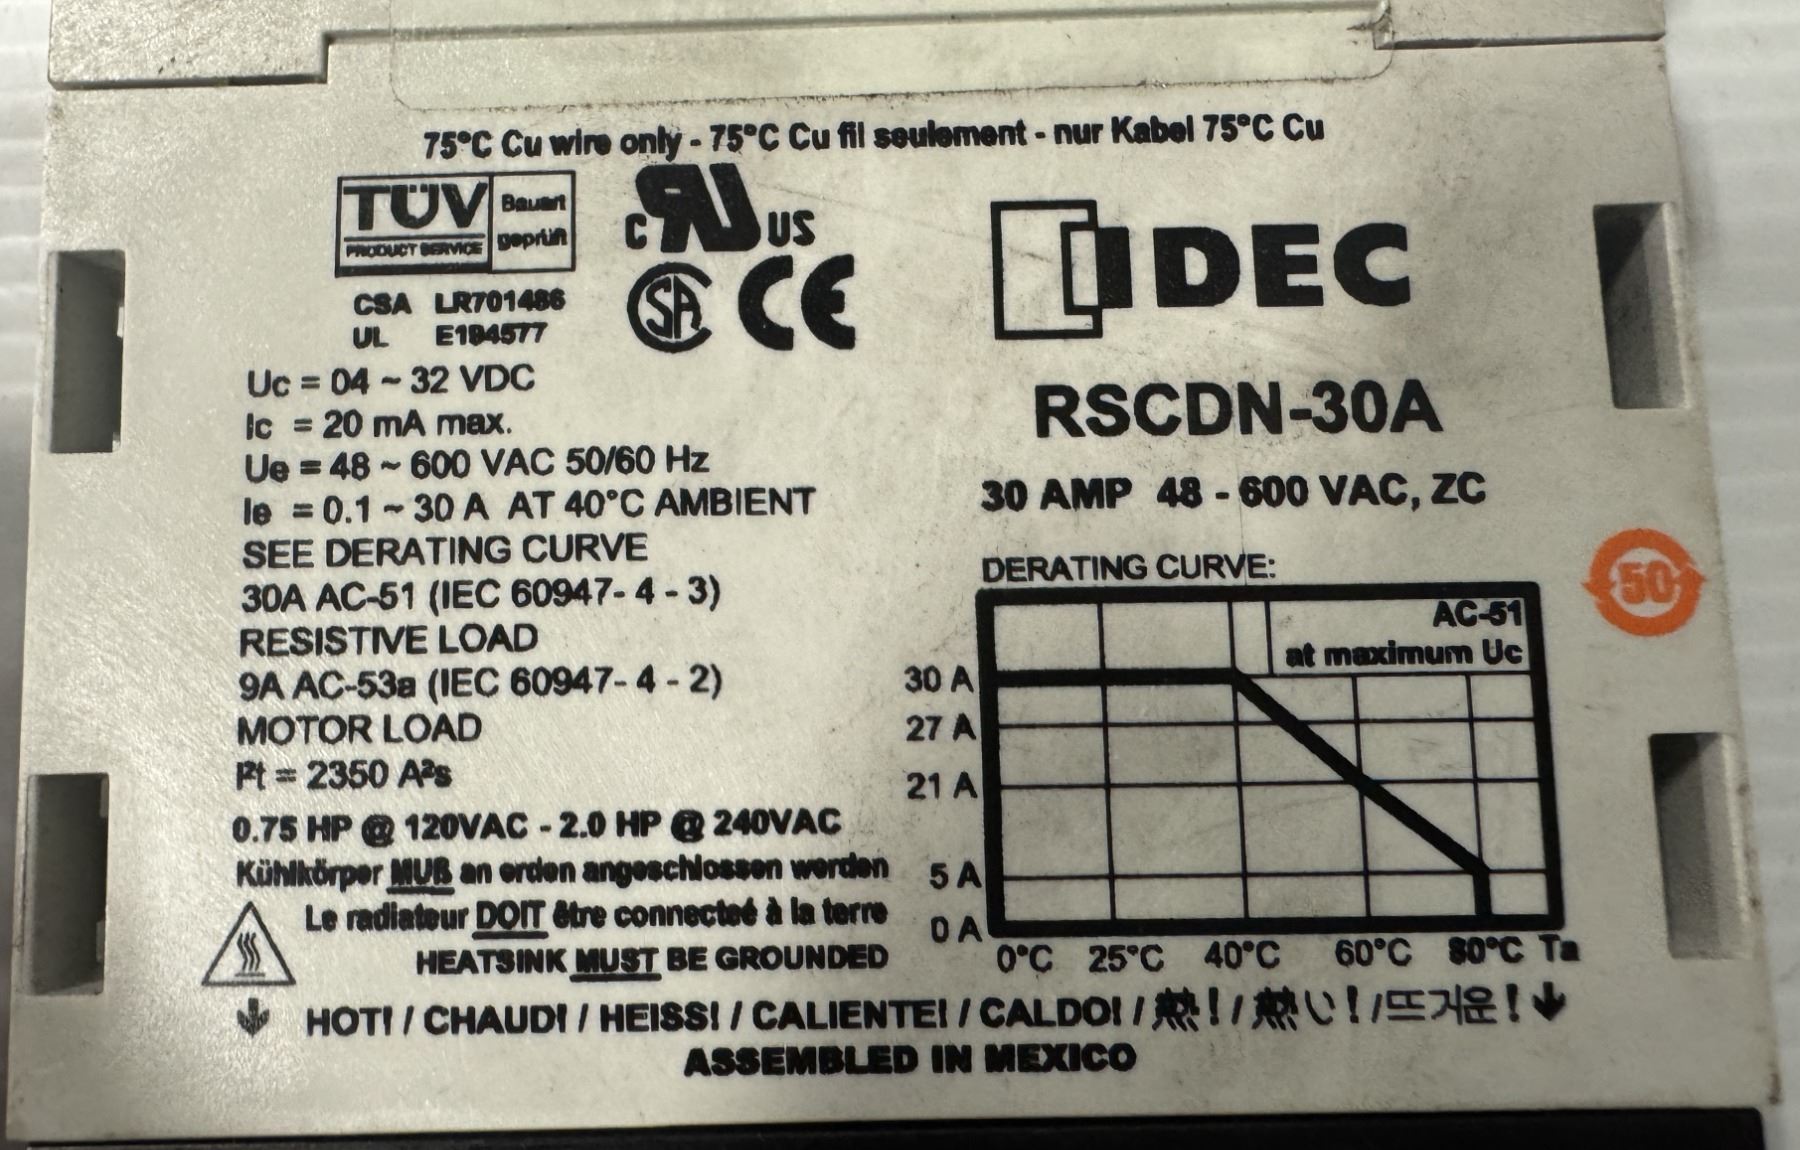 75°C Cu wire only - 75°C Cu fil seulement - nur Kabel 75°C Cu
TÜV
PRODUCT SERVICE
Bauart
geprüft
C RU US
CSA LR701486
UL E194577
SA
CE
IDEC
Uc = 04 ~ 32 VDC
Ic = 20 mA max.
Ue = 48 ~ 600 VAC 50/60 Hz
Ie = 0.1 ~ 30 A AT 40°C AMBIENT
SEE DERATING CURVE
30A AC-51 (IEC 60947- 4 - 3)
RESISTIVE LOAD
9A AC-53a (IEC 60947- 4 - 2)
MOTOR LOAD
I²t = 2350 A²s
0.75 HP @ 120VAC - 2.0 HP @ 240VAC
Kühlkörper MUß an erden angeschlossen werden
Le radiateur DOIT être connecteé à la terre
HEATSINK MUST BE GROUNDED
RSCDN-30A
30 AMP 48 - 600 VAC, ZC
DERATING CURVE:
AC-51
at maximum Uc
30 A
27 A
21 A
5 A
0 A
0°C 25°C 40°C 60°C 80°C Ta
50
HOT! / CHAUD! / HEISS! / CALIENTE! / CALDO! / 熱! / 熱い! / 뜨거운!
ASSEMBLED IN MEXICO